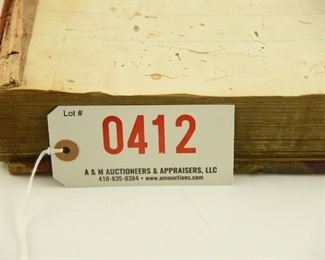 Lot #
0412
A & M AUCTIONEERS & APPRAISERS, LLC
410-835-0384 • www.amauctions.com